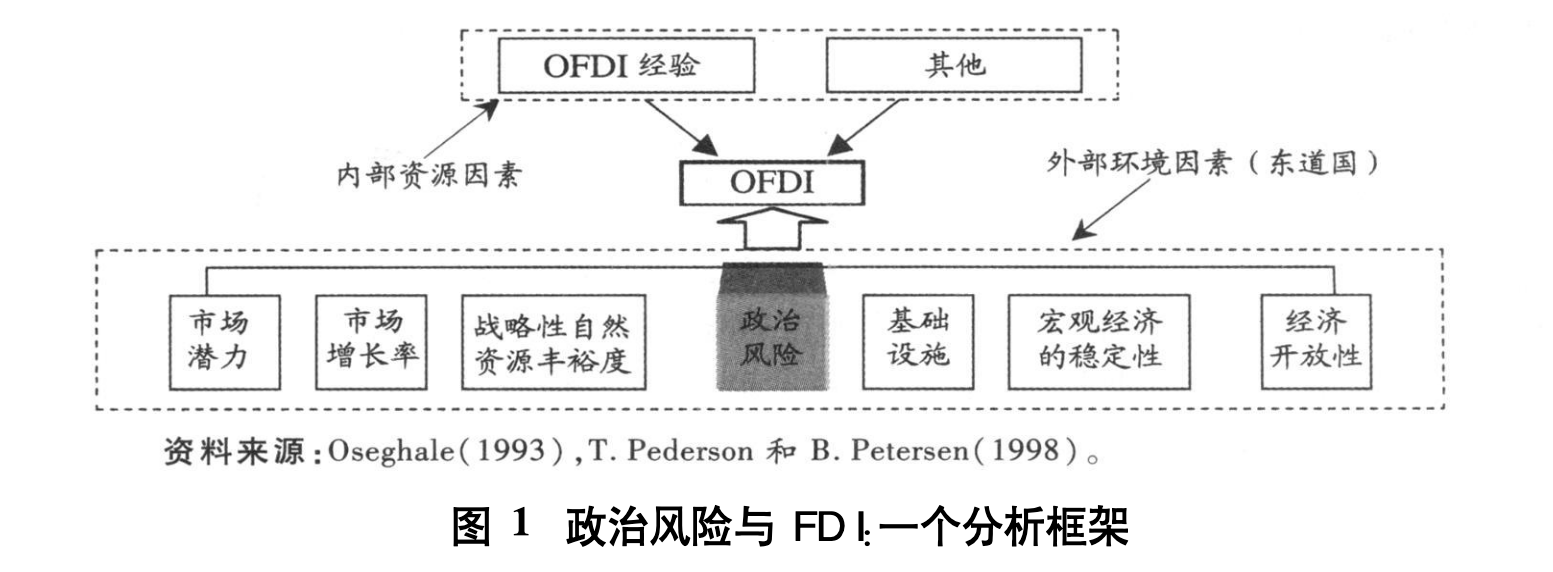 OFDI 经验
其他
内部资源因素
外部环境因素（东道国）
OFDI
市场
潜力
市场
增长率
战略性自然
资源丰裕度
政治
风险
基础
设施
宏观经济
的稳定性
经济
开放性
资料来源:Oseghale(1993),T. Pederson 和 B. Petersen(1998)。
图 1 政治风险与 FDI:一个分析框架